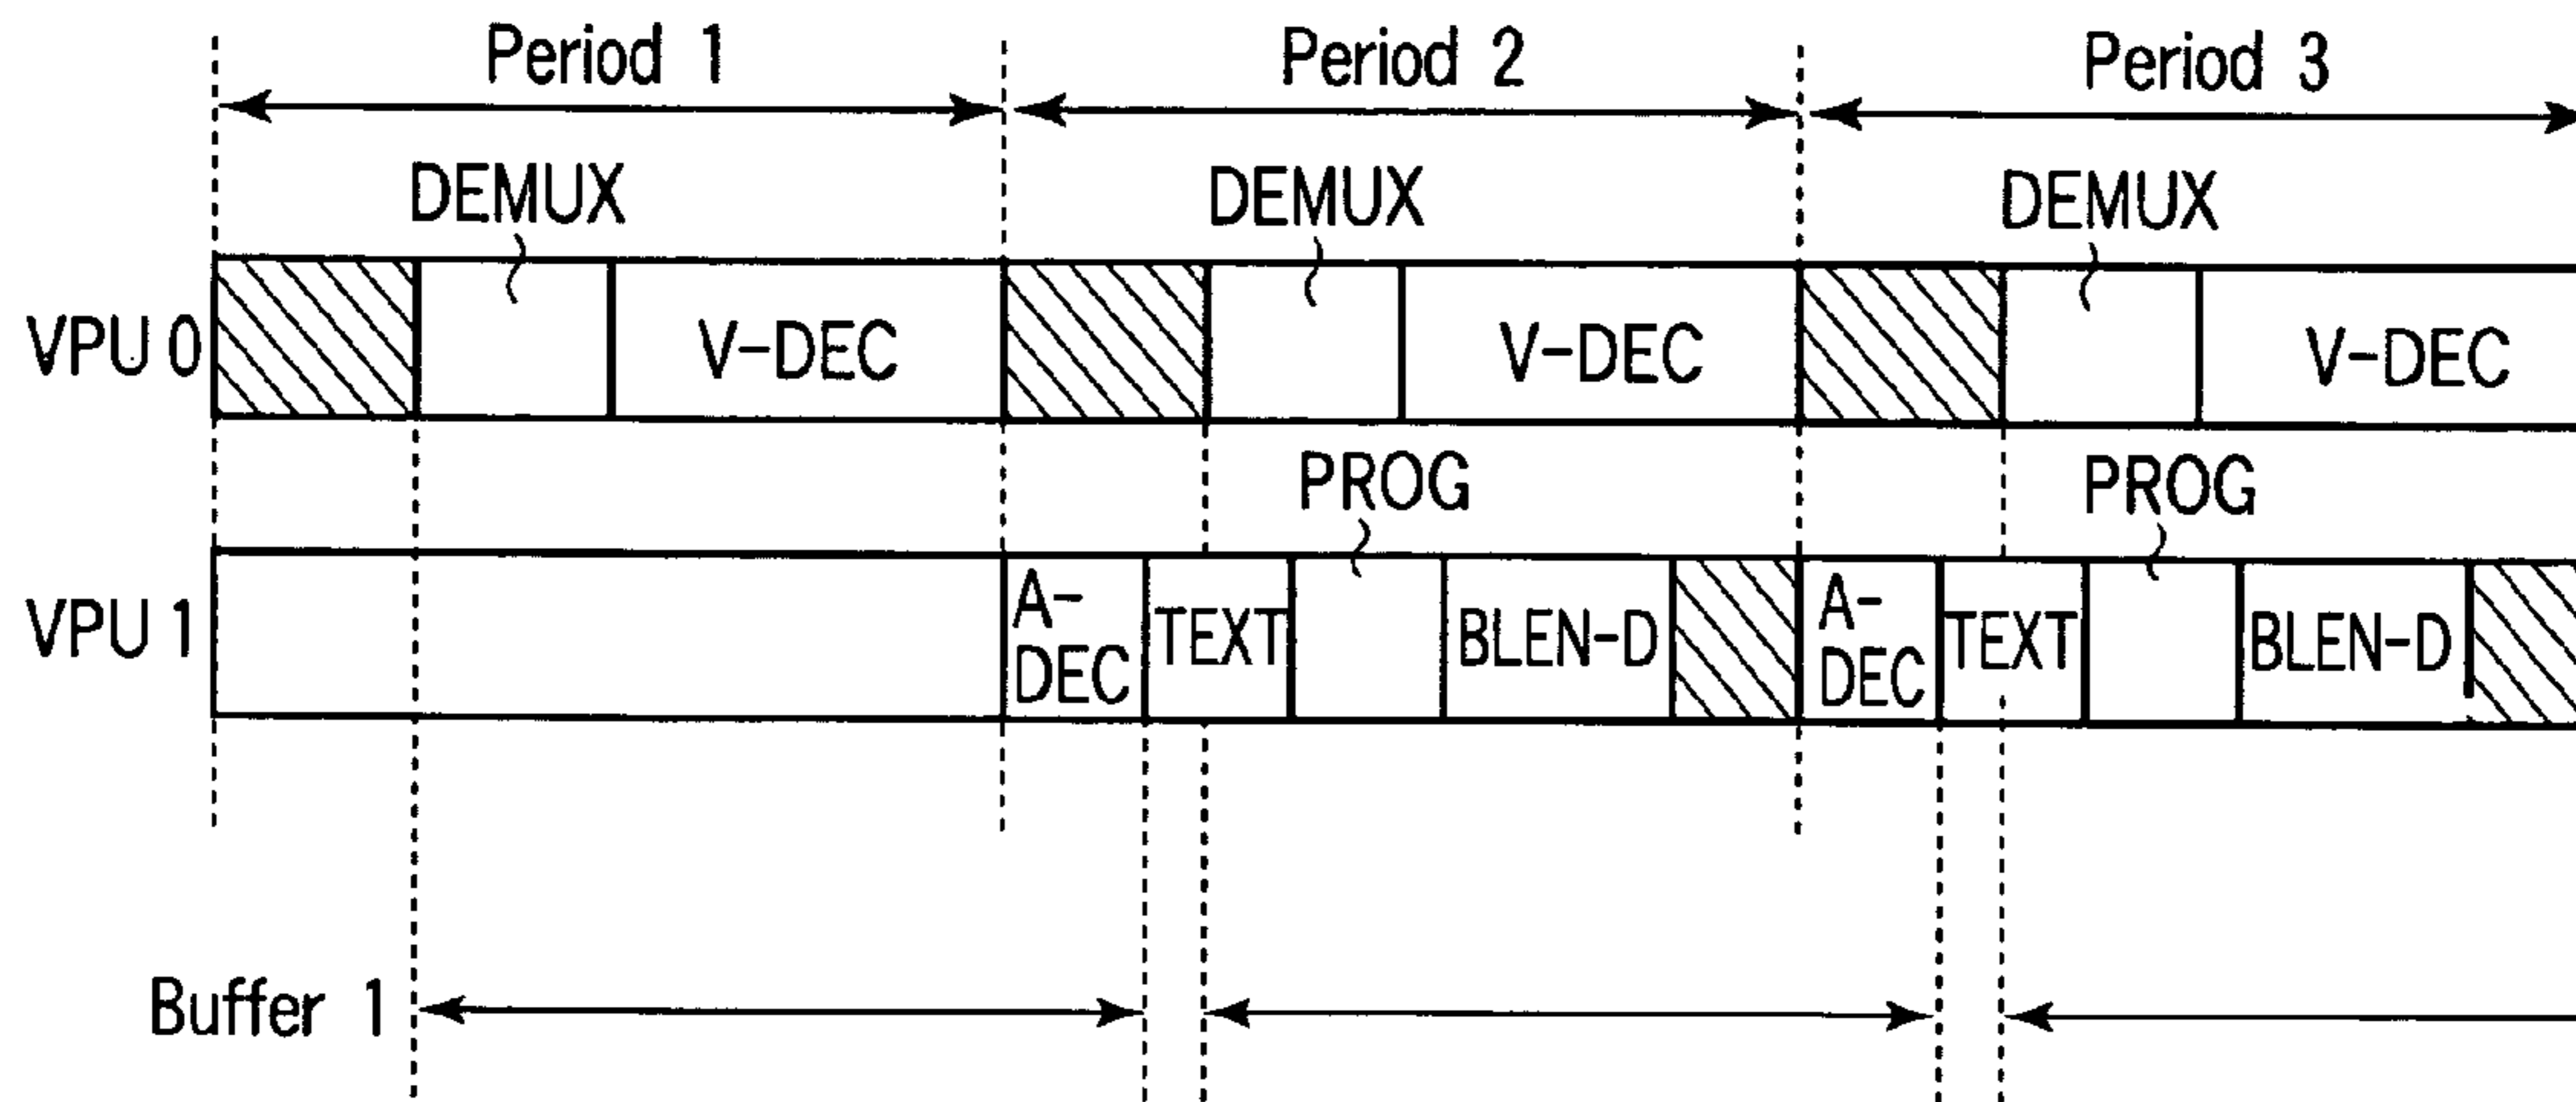 Period 1 Period 2 Period 3
DEMUX DEMUX DEMUX
VPU 0 V-DEC V-DEC V-DEC
PROG PROG
VPU 1 A-DEC TEXT BLEN-D A-DEC TEXT BLEN-D
Buffer 1